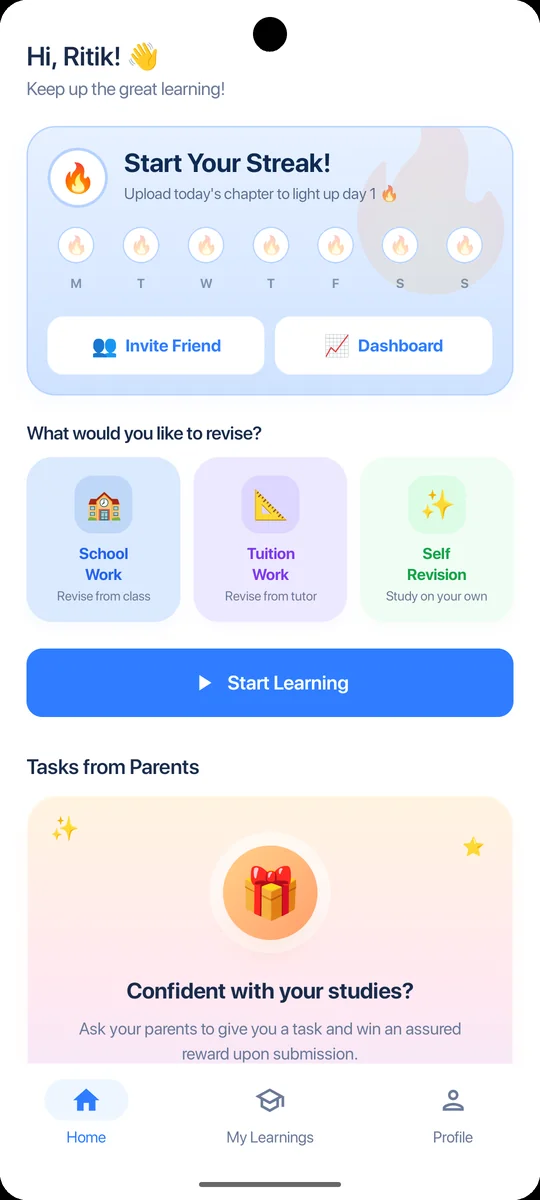 Hi, Ritik! 👋
Keep up the great learning!
Start Your Streak!
Upload today's chapter to light up day 1 🔥
M T W T F S S
Invite Friend
Dashboard
What would you like to revise?
School
Work
Revise from class
Tuition
Work
Revise from tutor
Self
Revision
Study on your own
Start Learning
Tasks from Parents
Confident with your studies?
Ask your parents to give you a task and win an assured
reward upon submission.
Home
My Learnings
Profile